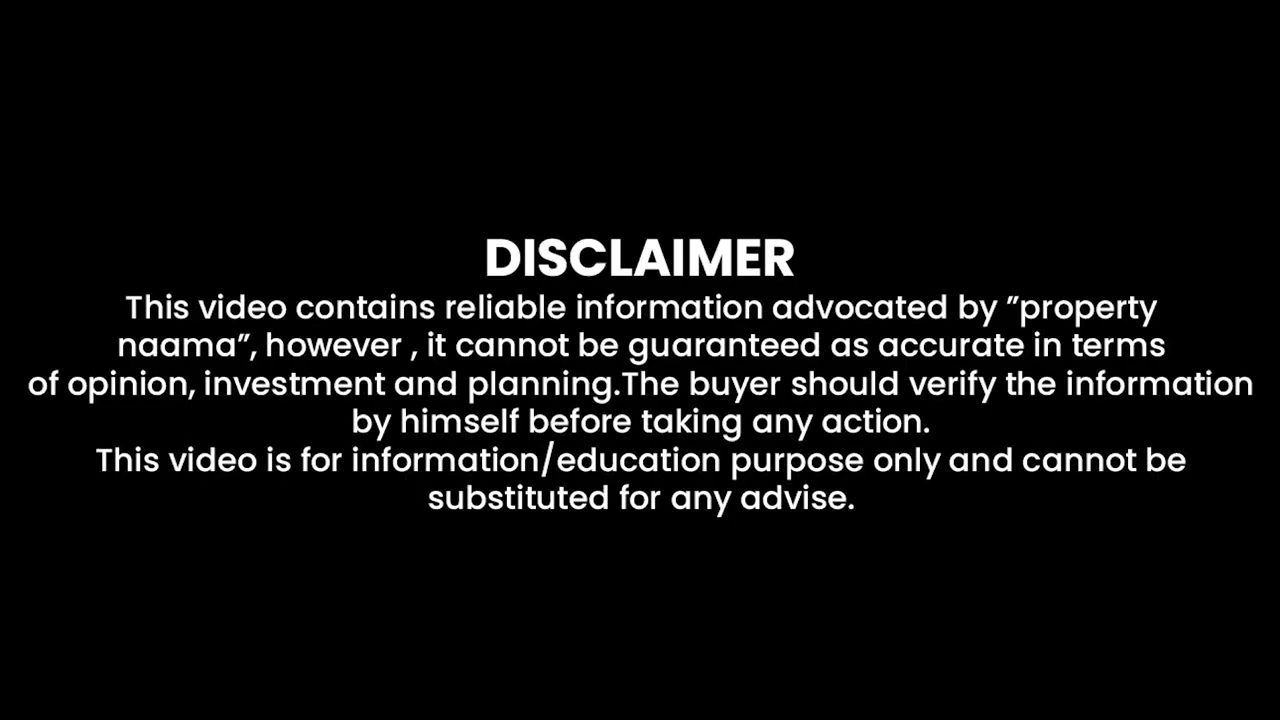 DISCLAIMER
This video contains reliable information advocated by ”property
naama”, however , it cannot be guaranteed as accurate in terms
of opinion, investment and planning.The buyer should verify the information
by himself before taking any action.
This video is for information/education purpose only and cannot be
substituted for any advise.